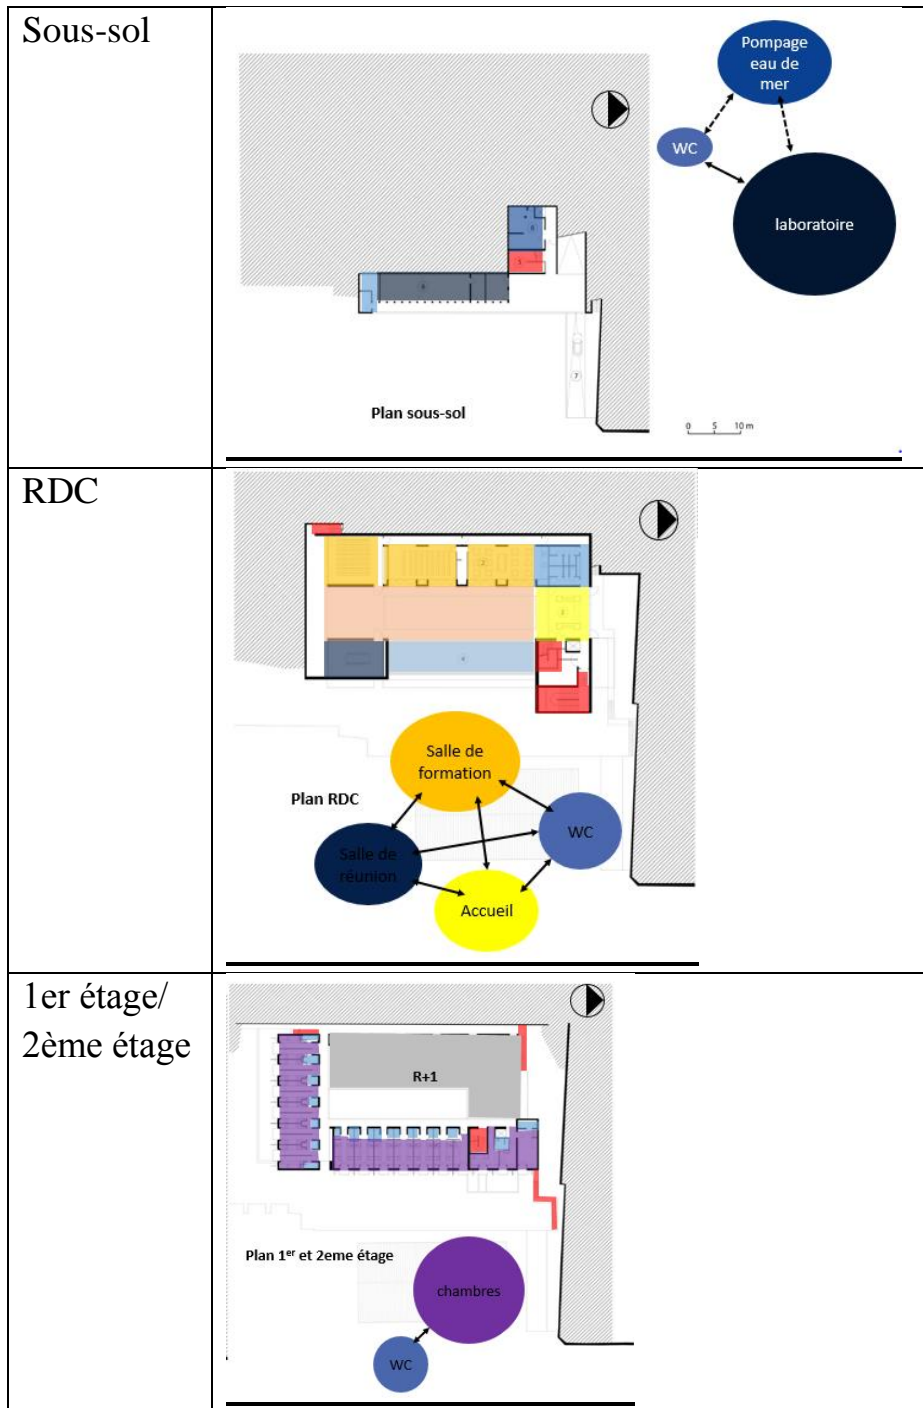 Sous-sol
Pompage
eau de
mer
WC
laboratoire
7
Plan sous-sol
0 5 10 m
RDC
Salle de
formation
Plan RDC
WC
Salle de
réunion
Accueil
1er étage/
2ème étage
R+1
Plan 1er et 2eme étage
chambres
WC